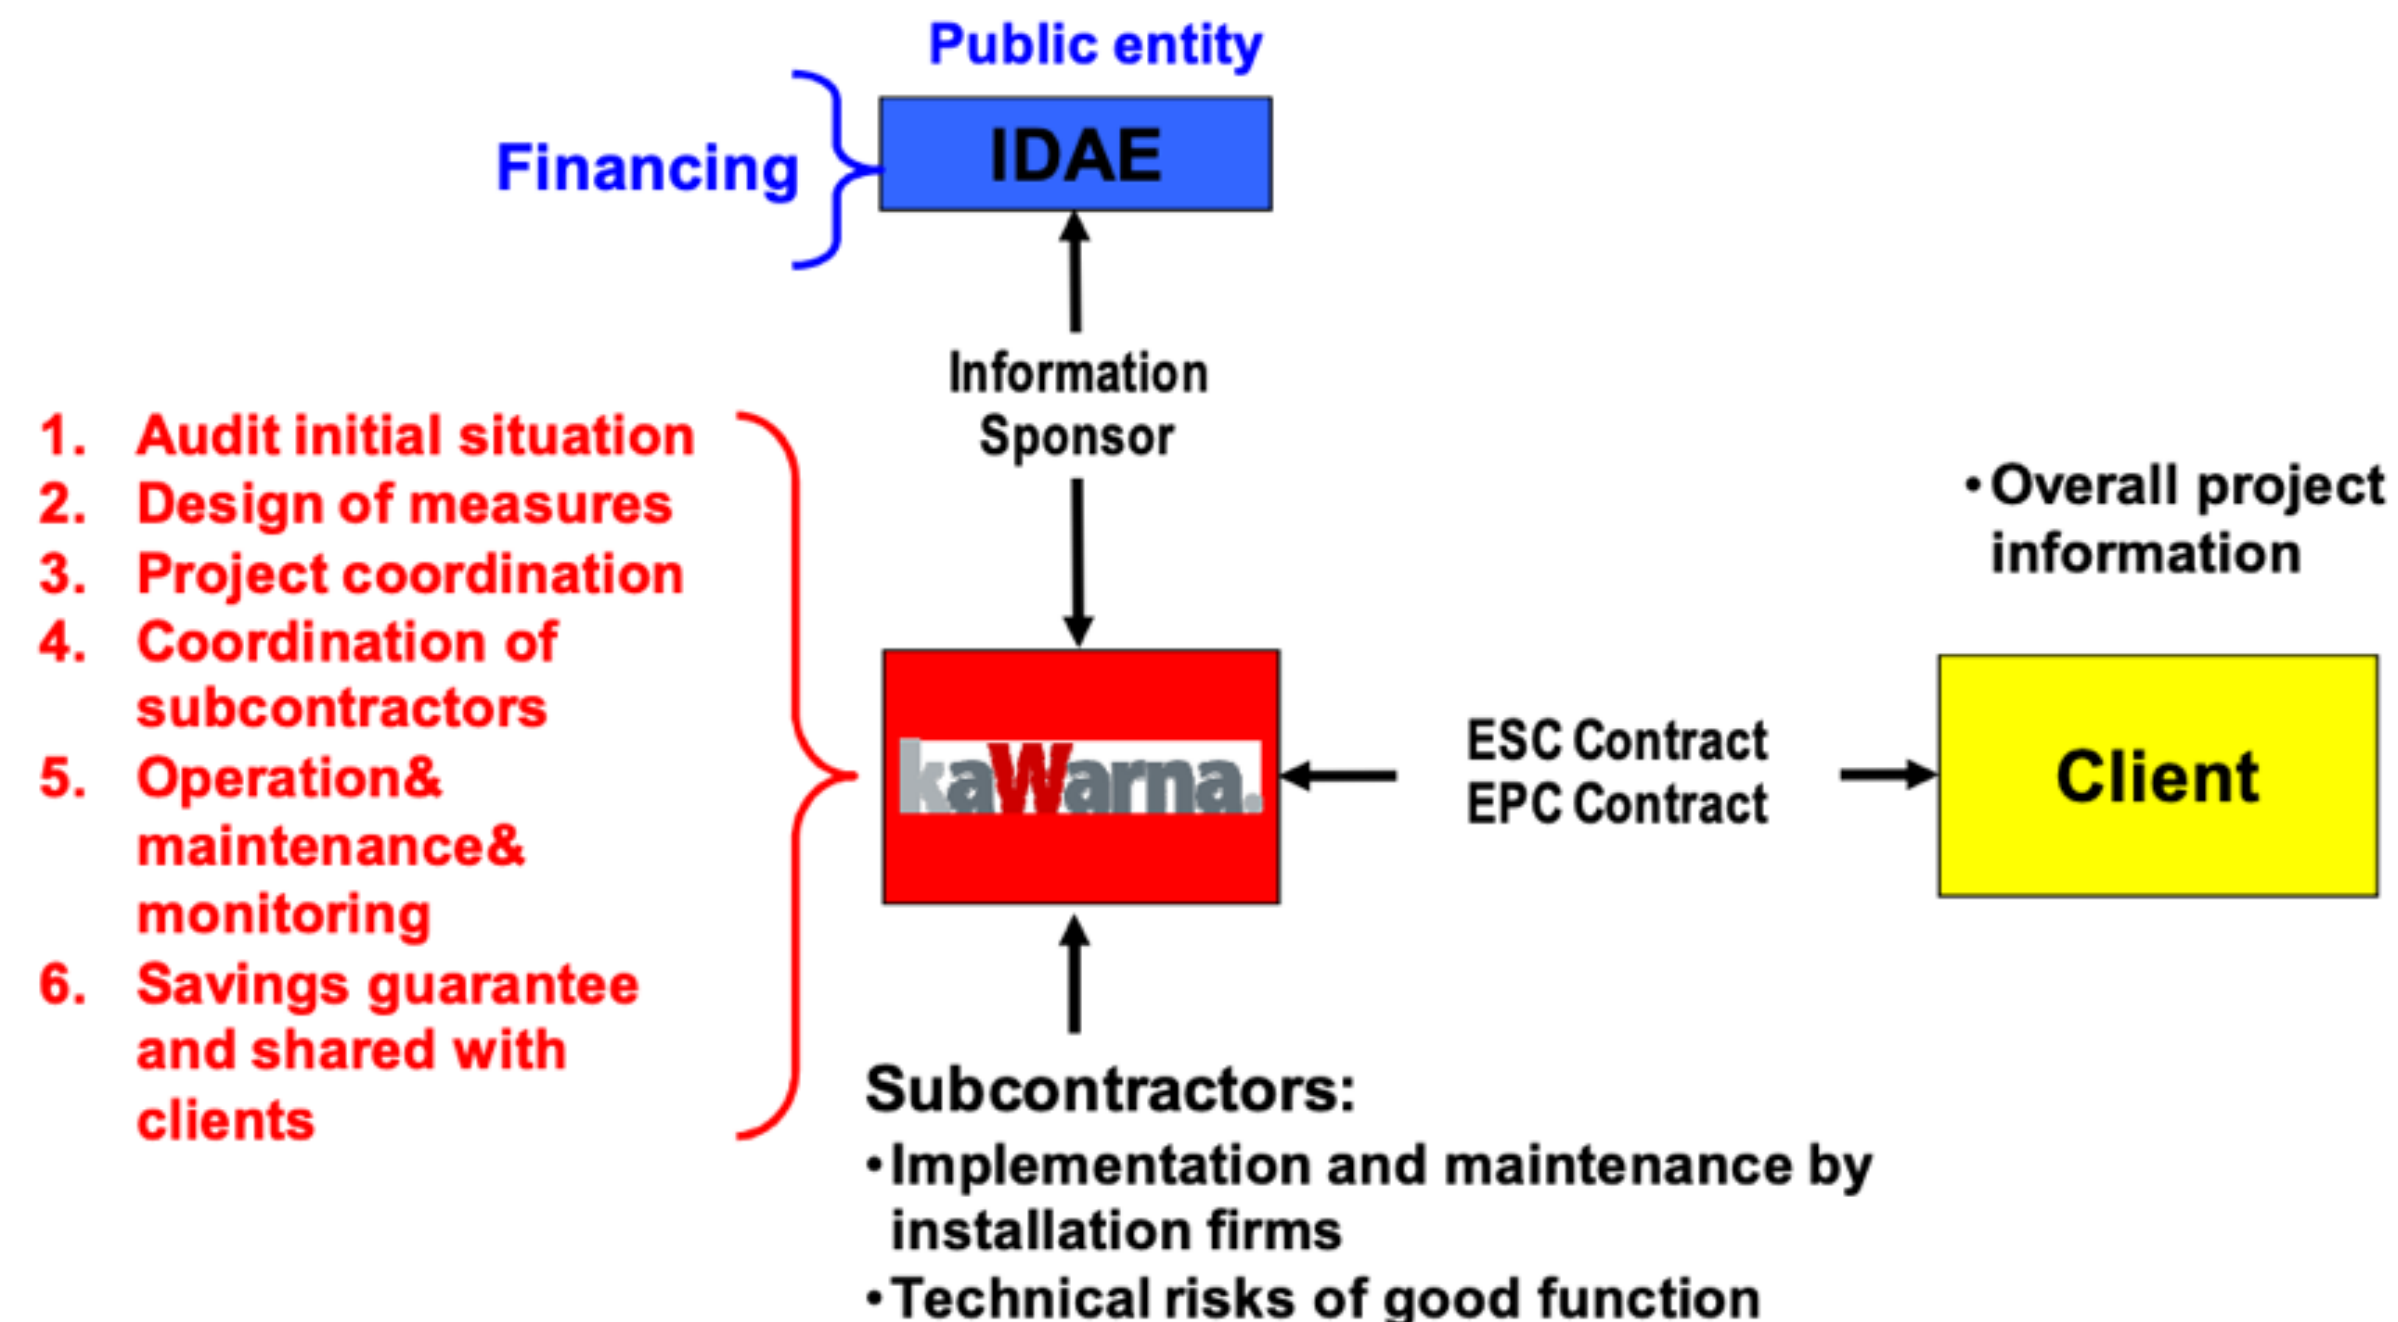 Public entity
IDAE
Financing
Information
Sponsor
1. Audit initial situation
2. Design of measures
3. Project coordination
4. Coordination of
subcontractors
5. Operation&
maintenance&
monitoring
6. Savings guarantee
and shared with
clients
kaWarna.
ESC Contract
EPC Contract
• Overall project
information
Client
Subcontractors:
• Implementation and maintenance by
installation firms
• Technical risks of good function